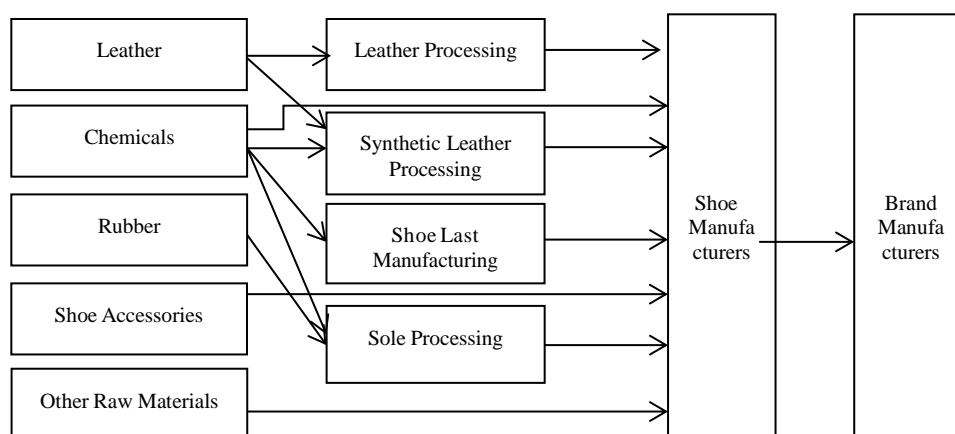 Leather
Chemicals
Rubber
Shoe Accessories
Other Raw Materials
Leather Processing
Synthetic Leather
Processing
Shoe Last
Manufacturing
Sole Processing
Shoe
Manufa
cturers
Brand
Manufa
cturers